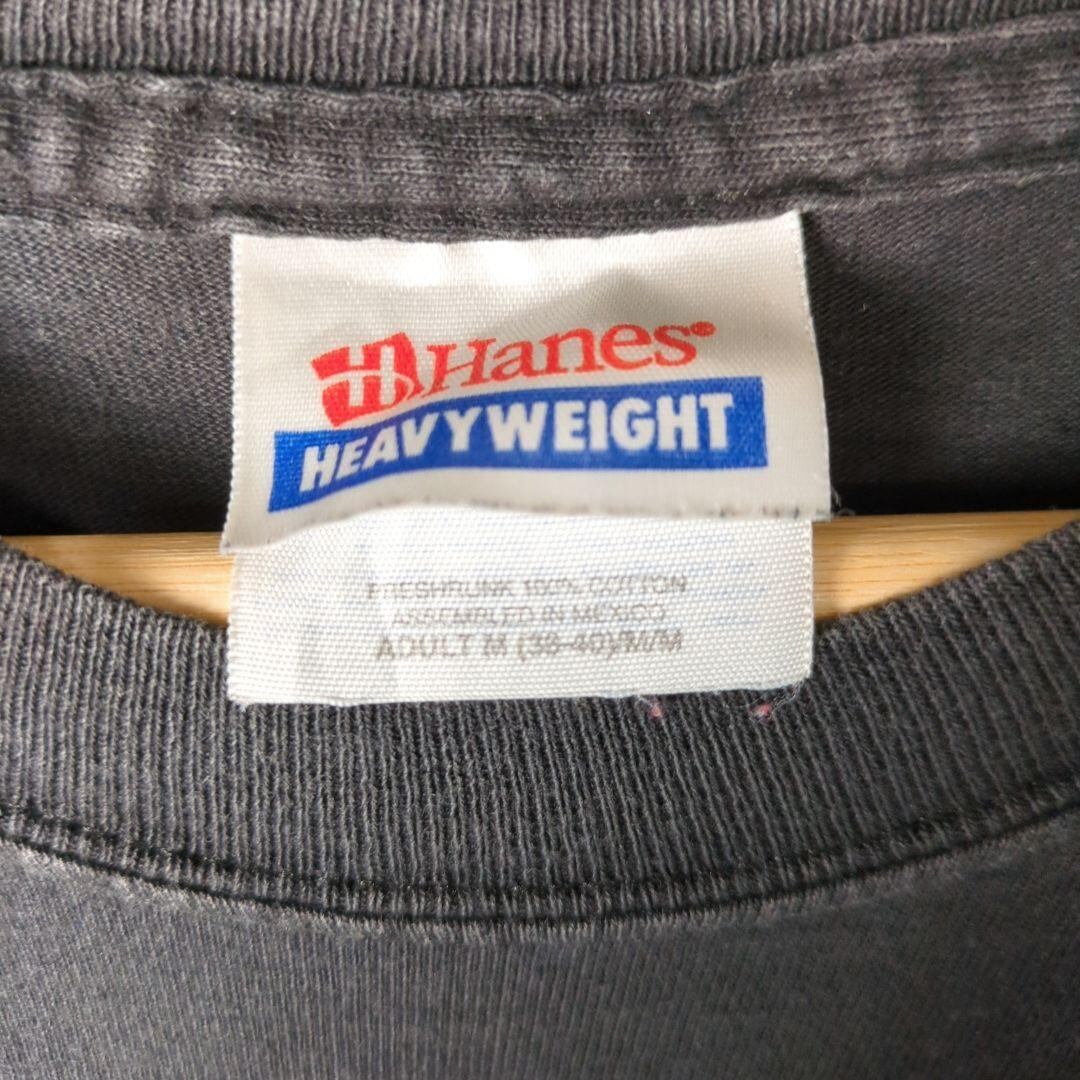 H Hanes®
HEAVYWEIGHT
PRESHRUNK 100% COTTON
ASSEMBLED IN MEXICO
ADULT M (38-40)/M/M